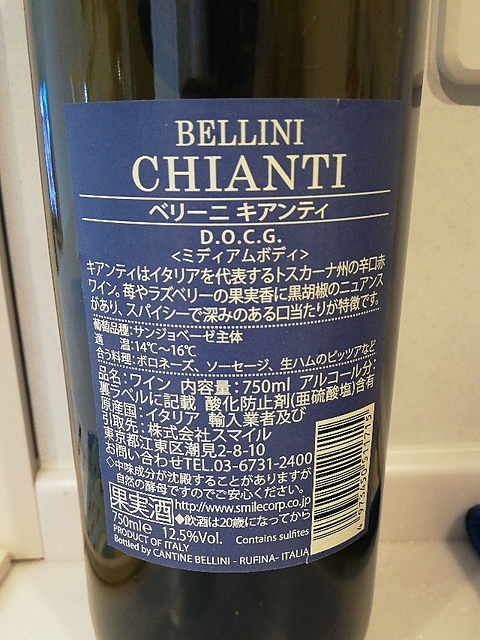 BELLINI
CHIANTI
ベリーニ キアンティ
D.O.C.G.
<ミディアムボディ>
キアンティはイタリアを代表するトスカーナ州の辛口赤
ワイン。苺やラズベリーの果実香に黒胡椒のニュアンス
があり、スパイシーで深みのある口当たりが特徴です。
葡萄品種:サンジョベーゼ主体
適 温:14℃~16℃
合う料理:ボロネーズ、ソーセージ、生ハムのピッツアなど
品名:ワイン 内容量:750ml アルコール分:
裏ラベルに記載 酸化防止剤(亜硫酸塩)含有
原産国:イタリア 輸入業者及び
引取先:株式会社スマイル
東京都江東区潮見2-8-10
お問い合わせTEL.03-6731-2400
◇中味成分が沈殿することがありますが
自然の酵母ですのでご安心ください。
果実酒 http://www.smilecorp.co.jp
◆飲酒は20歳になってから
750ml e 12.5%Vol. Contains sulfites
PRODUCT OF ITALY
Bottled by CANTINE BELLINI - RUFINA- ITALIA